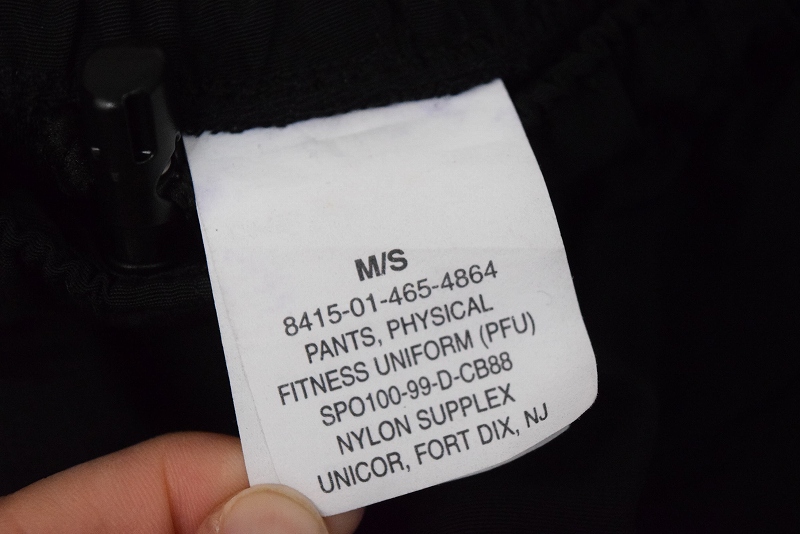 M/S
8415-01-465-4864
PANTS, PHYSICAL
FITNESS UNIFORM (PFU)
SPO100-99-D-CB88
NYLON SUPPLEX
UNICOR, FORT DIX, NJ